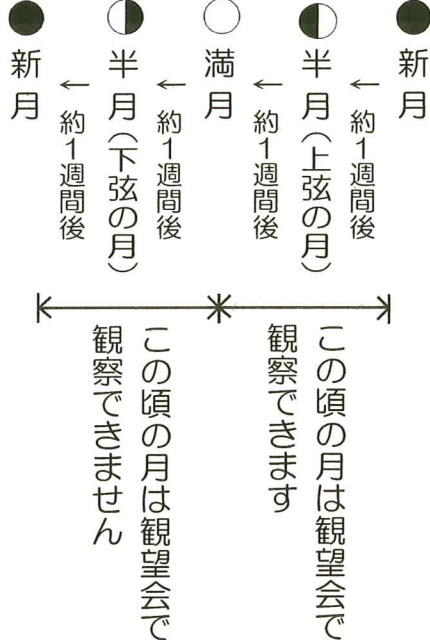 新月
← 約1週間後
半月(上弦の月)
← 約1週間後
満月
← 約1週間後
半月(下弦の月)
← 約1週間後
新月
この頃の月は観望会で
観察できます
この頃の月は観望会で
観察できません